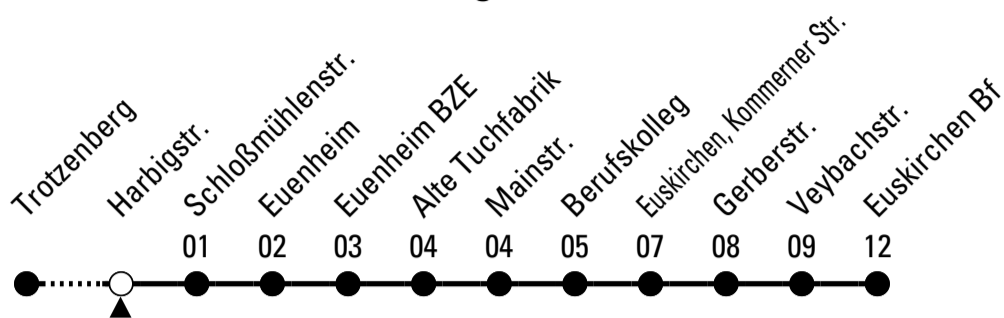 Trotzenberg
Harbigstr.
Schloßmühlenstr.
Euenheim
Euenheim BZE
Alte Tuchfabrik
Mainstr.
Berufskolleg
Euskirchen, Kommerner Str.
Gerberstr.
Veybachstr.
Euskirchen Bf
01 02 03 04 04 05 07 08 09 12